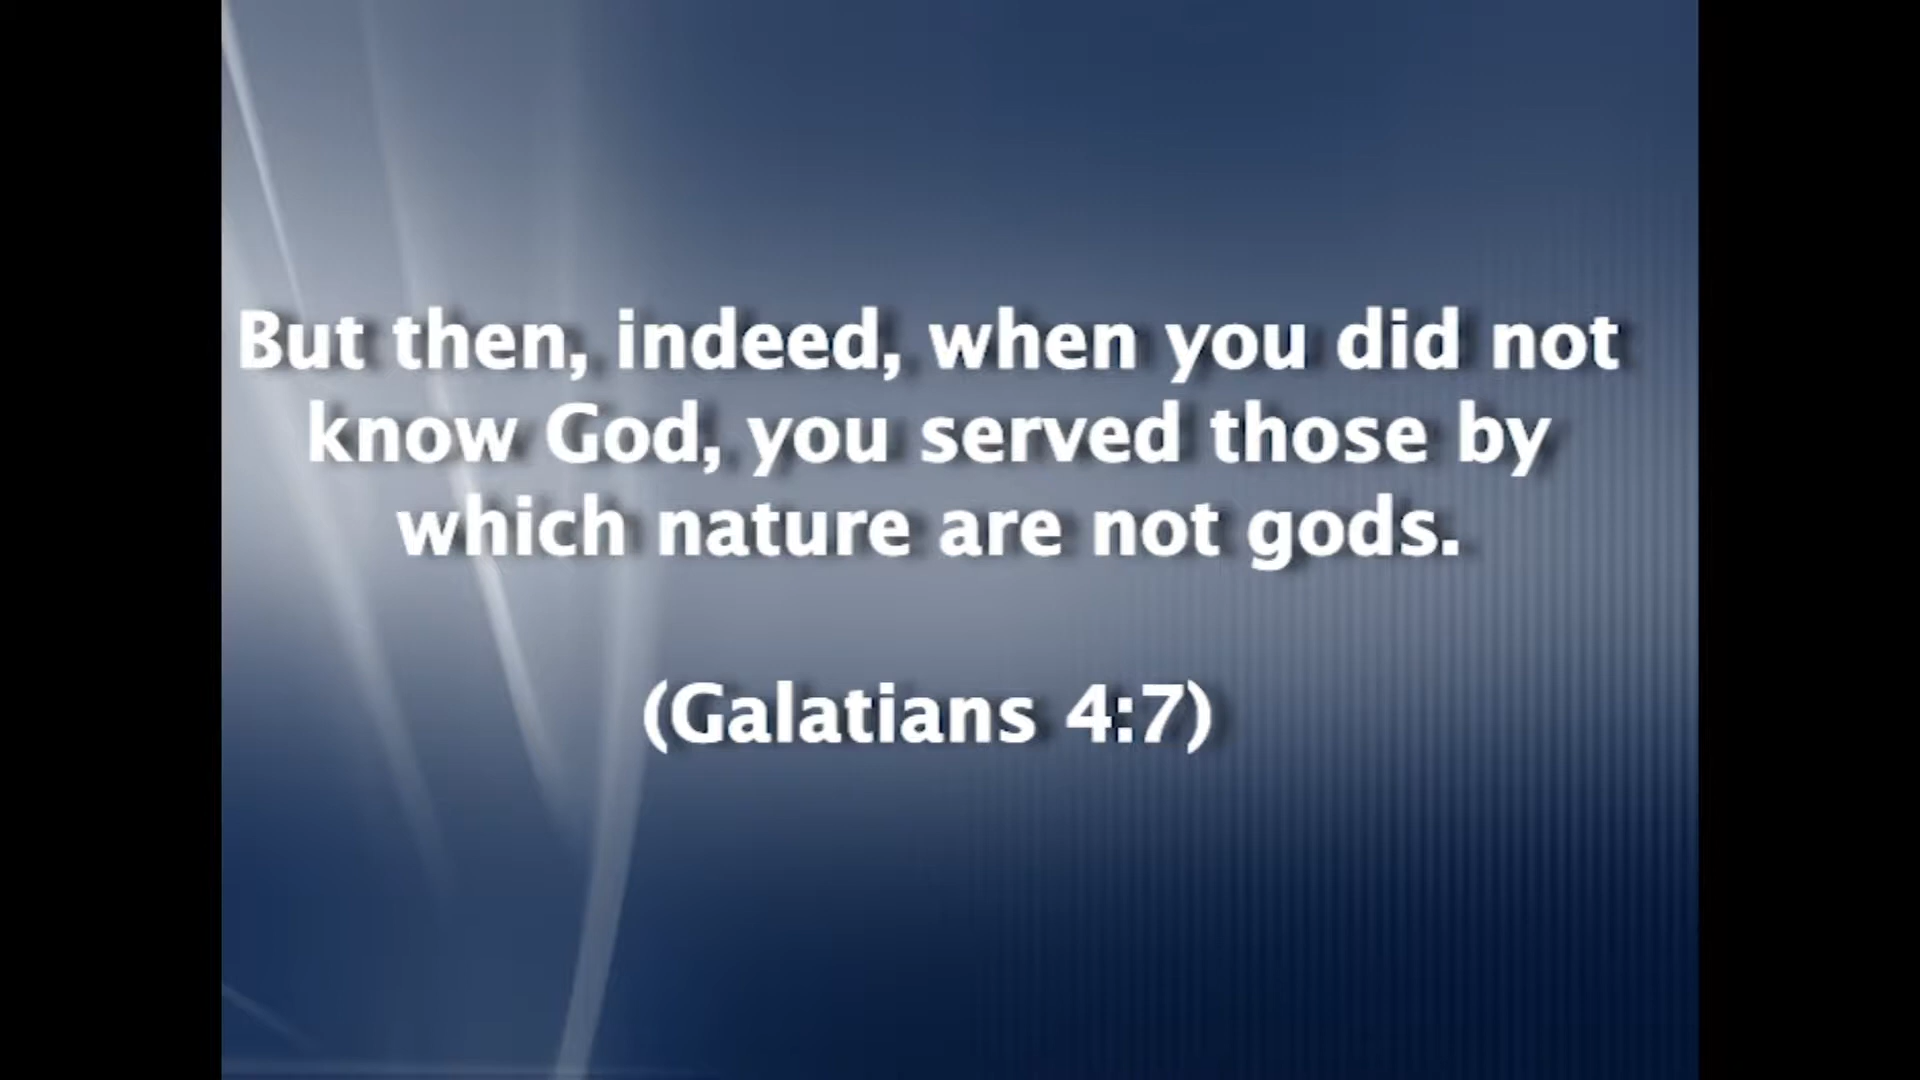 But then, indeed, when you did not
know God, you served those by
which nature are not gods.
(Galatians 4:7)